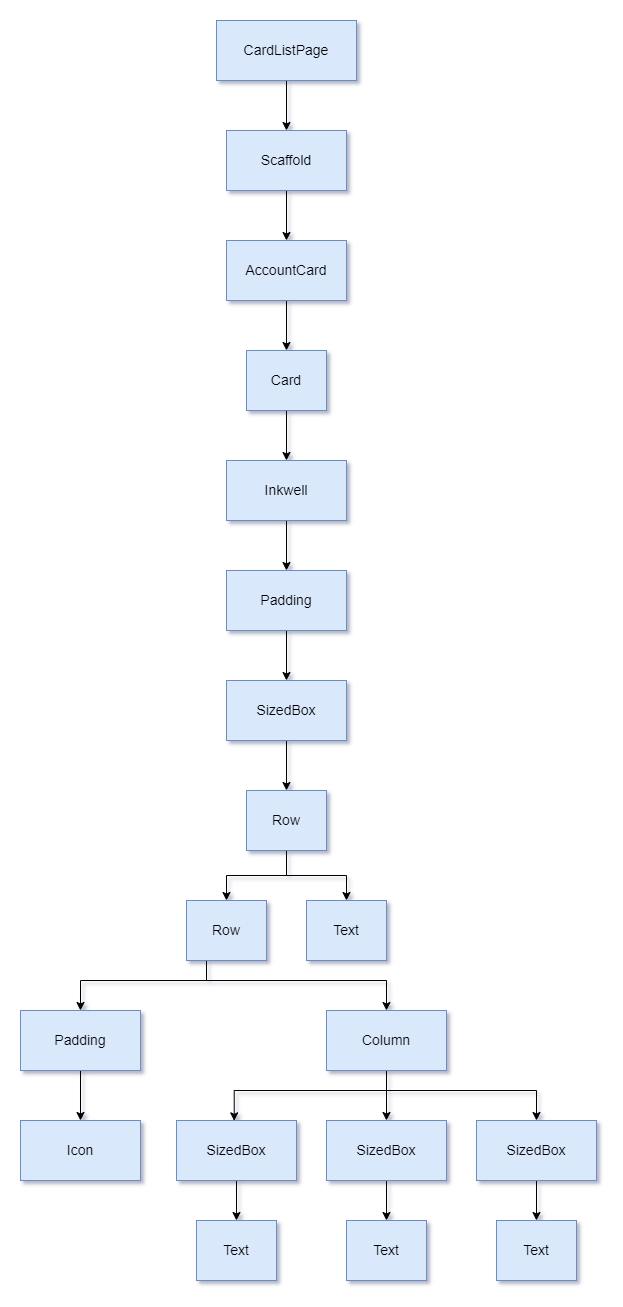 CardListPage
Scaffold
AccountCard
Card
Inkwell
Padding
SizedBox
Row
Row
Text
Padding
Column
Icon
SizedBox
SizedBox
SizedBox
Text
Text
Text